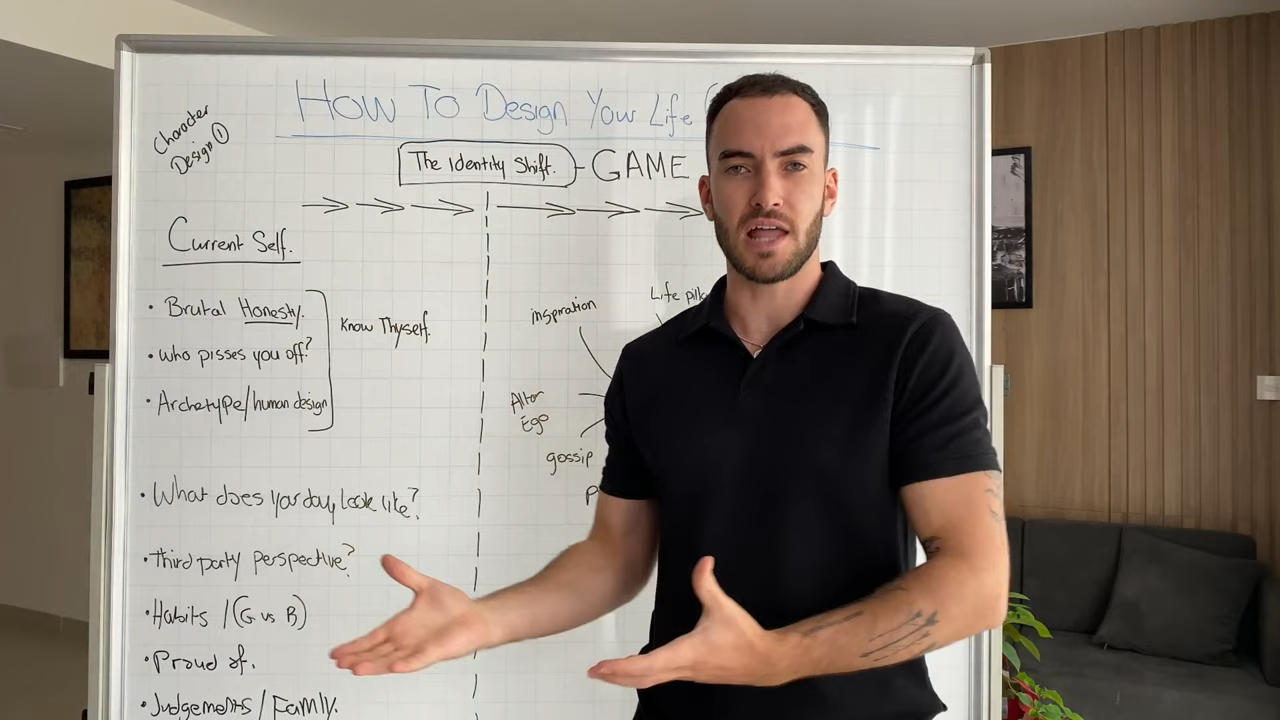 Character
Design ①
How To Design Your Life
The Identity Shift. - GAME
Current Self.
• Brutal Honesty.
• who pisses you off?
• Archetype/human design
Know Thyself.
inspiration
Life
Alter
Ego
gossip
• What does your day look like?
• Third party perspective?
• Habits / (G vs B)
• Proud of.
• Judgements / Family.